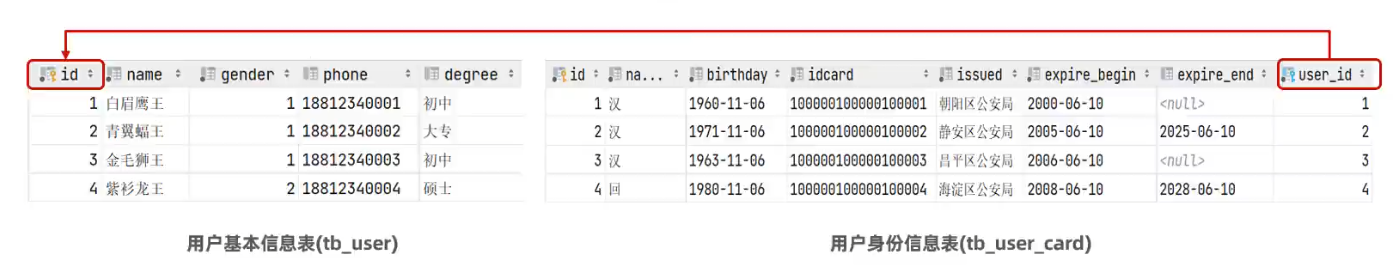 id name gender phone degree id na... birthday idcard issued expire_begin expire_end user_id
1 白眉鹰王 1 18812340001 初中 1 汉 1960-11-06 100000100000100001 朝阳区公安局 2000-06-10 <null> 1
2 青翼蝠王 1 18812340002 大专 2 汉 1971-11-06 100000100000100002 静安区公安局 2005-06-10 2025-06-10 2
3 金毛狮王 1 18812340003 初中 3 汉 1963-11-06 100000100000100003 昌平区公安局 2006-06-10 <null> 3
4 紫衫龙王 2 18812340004 硕士 4 回 1980-11-06 100000100000100004 海淀区公安局 2008-06-10 2028-06-10 4
用户基本信息表(tb_user) 用户身份信息表(tb_user_card)